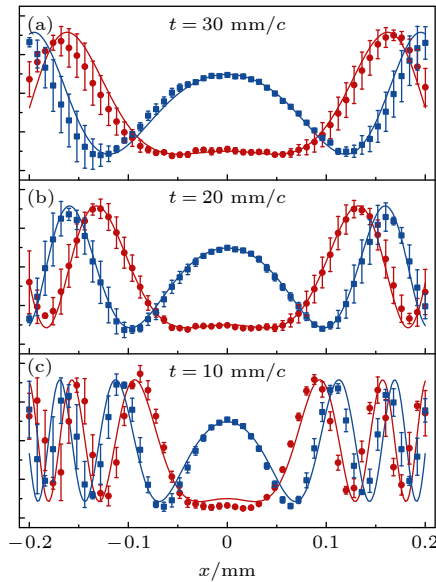 (a) t = 30 mm/c
(b) t = 20 mm/c
(c) t = 10 mm/c
−0.2 −0.1 0 0.1 0.2
x/mm